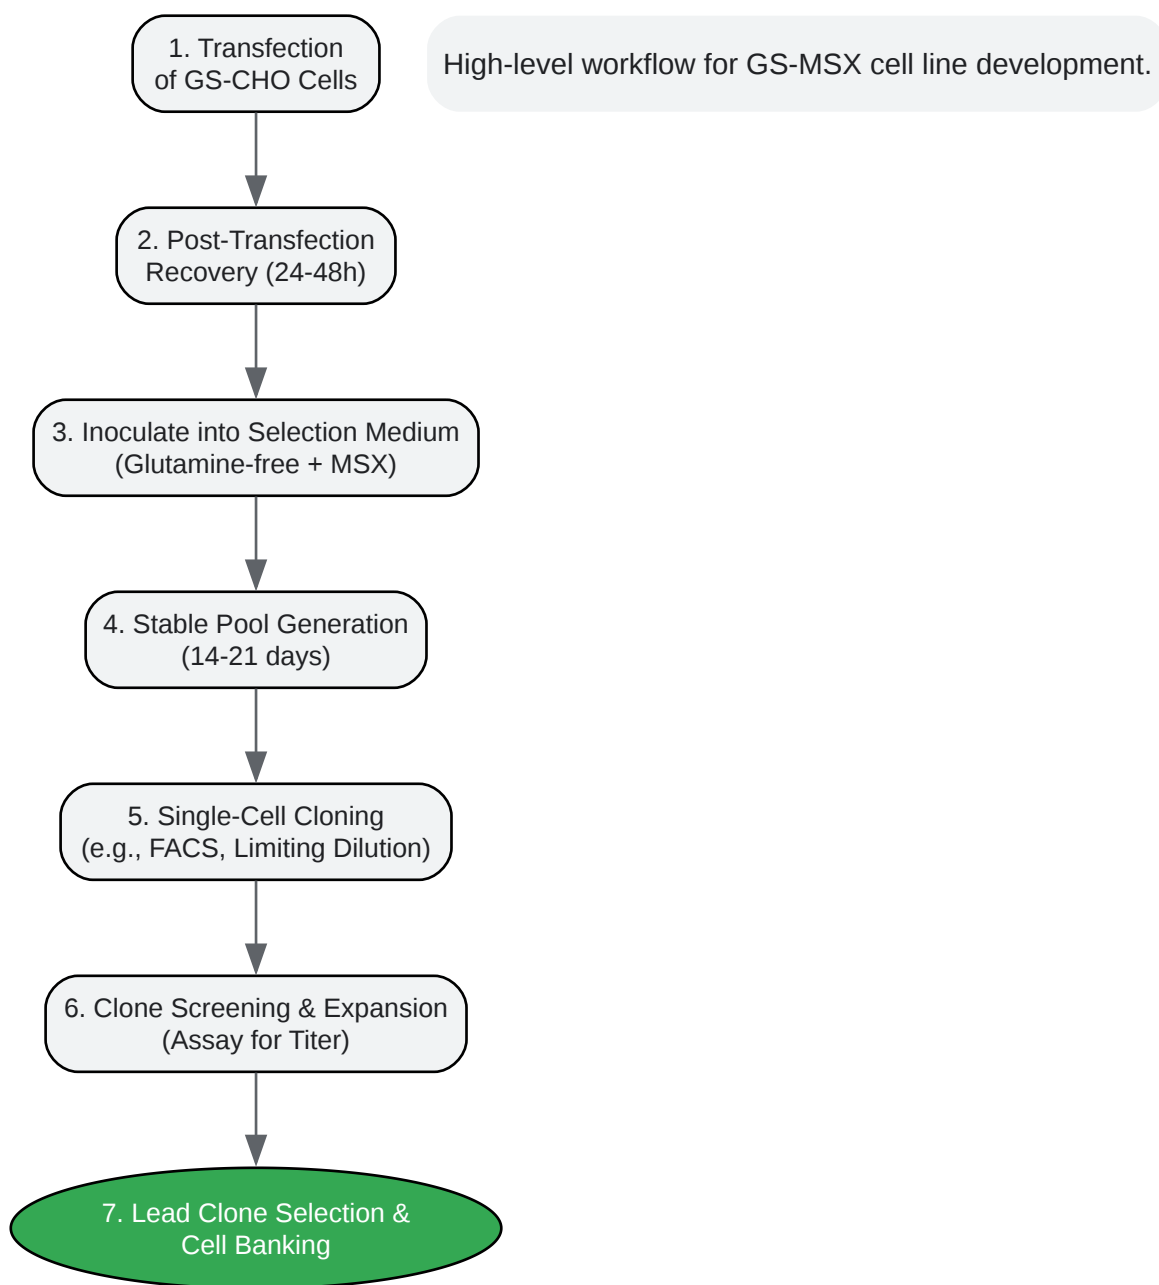 1. Transfection
of GS-CHO Cells
High-level workflow for GS-MSX cell line development.
2. Post-Transfection
Recovery (24-48h)
3. Inoculate into Selection Medium
(Glutamine-free + MSX)
4. Stable Pool Generation
(14-21 days)
5. Single-Cell Cloning
(e.g., FACS, Limiting Dilution)
6. Clone Screening & Expansion
(Assay for Titer)
7. Lead Clone Selection &
Cell Banking